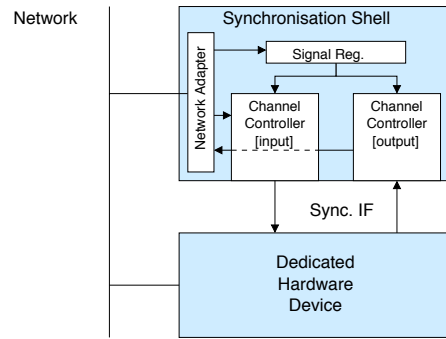 Network
Synchronisation Shell
Network Adapter
Signal Reg.
Channel
Controller
[input]
Channel
Controller
[output]
Sync. IF
Dedicated
Hardware
Device